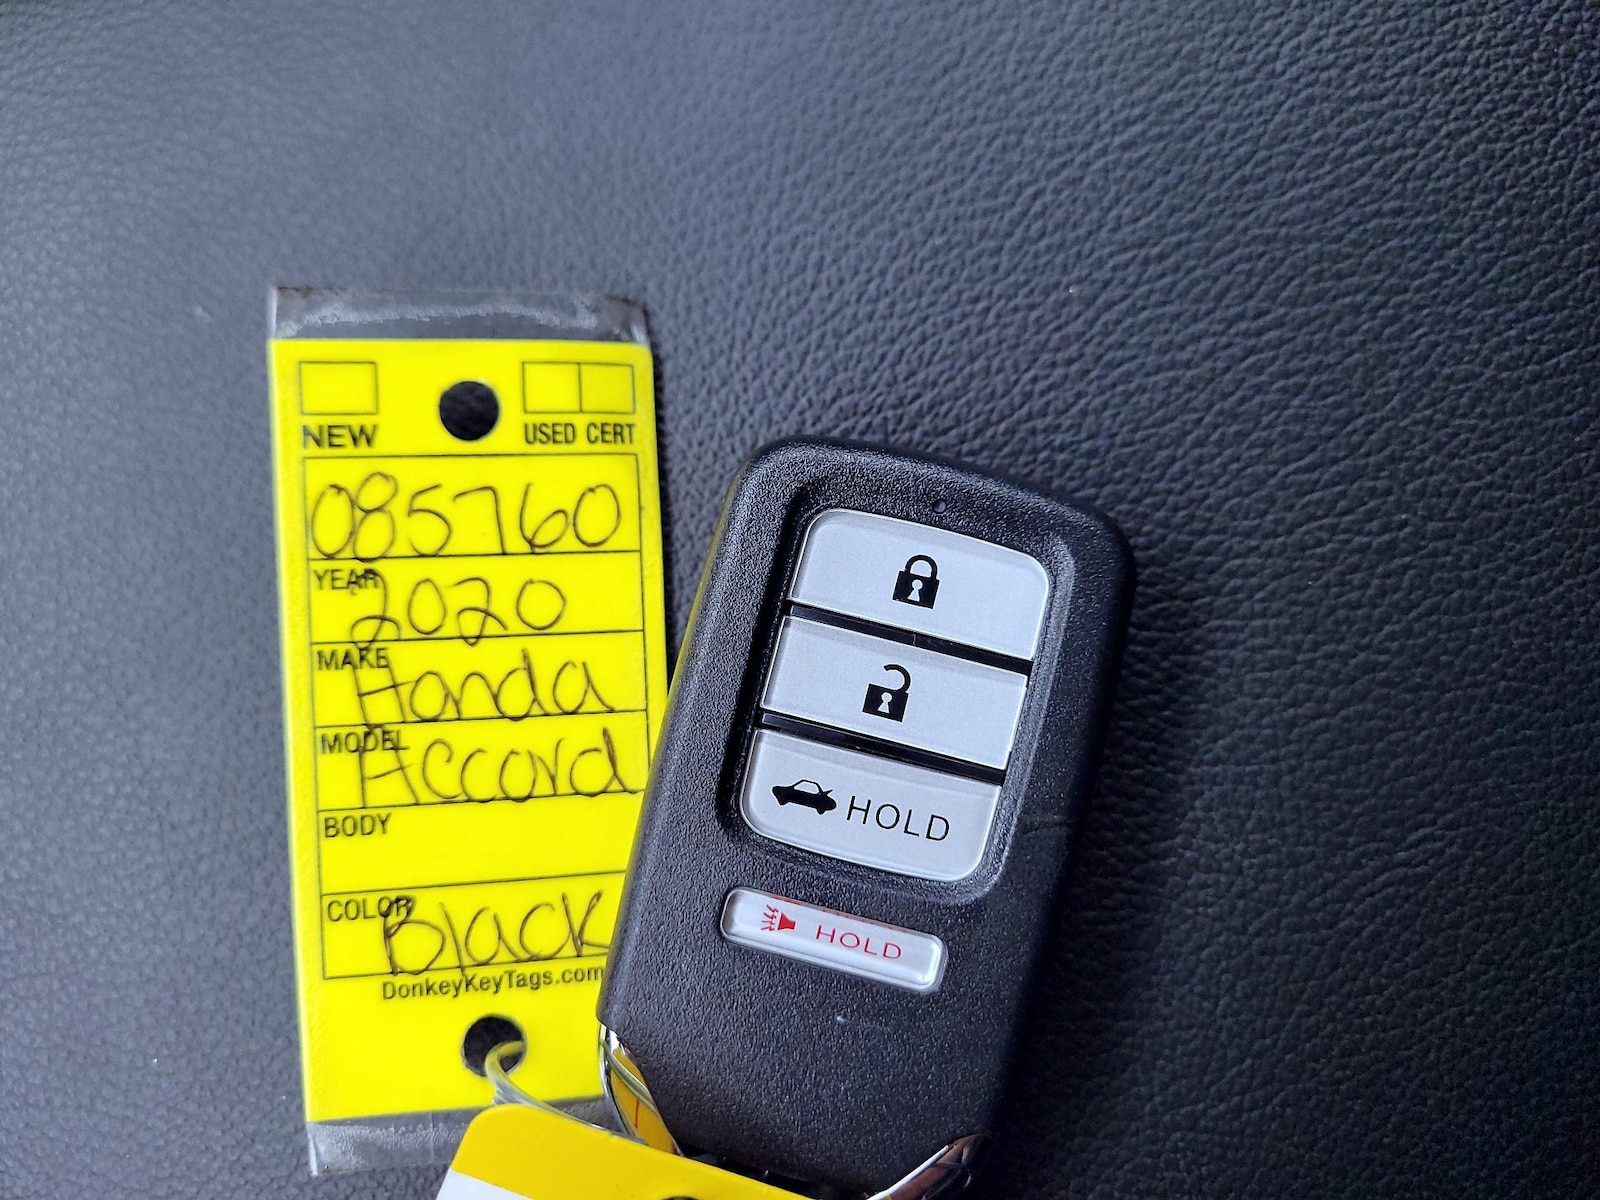 NEW USED CERT
085760
YEAR 2020
MAKE Honda
MODEL Accord
BODY
COLOR Black
DonkeyKeyTags.com
HOLD
HOLD